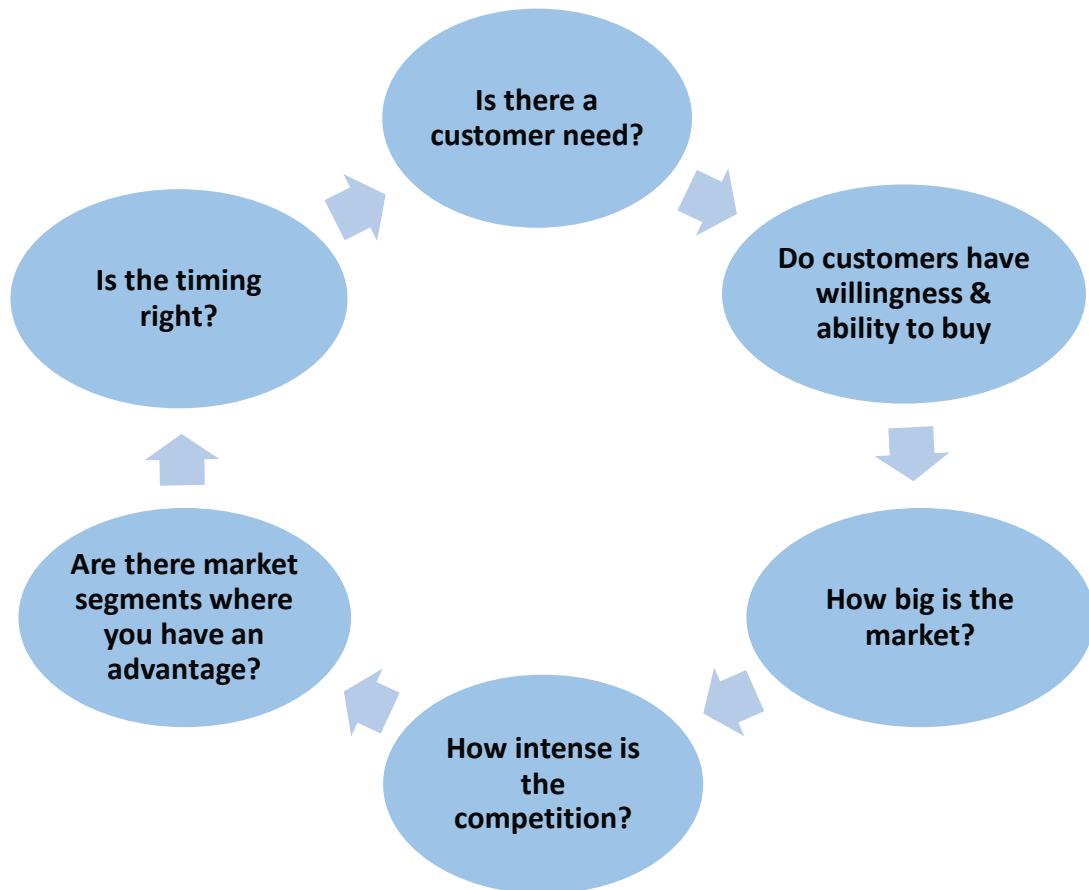 Is there a
customer need?
Do customers have
willingness &
ability to buy
How big is the
market?
How intense is
the
competition?
Are there market
segments where
you have an
advantage?
Is the timing
right?